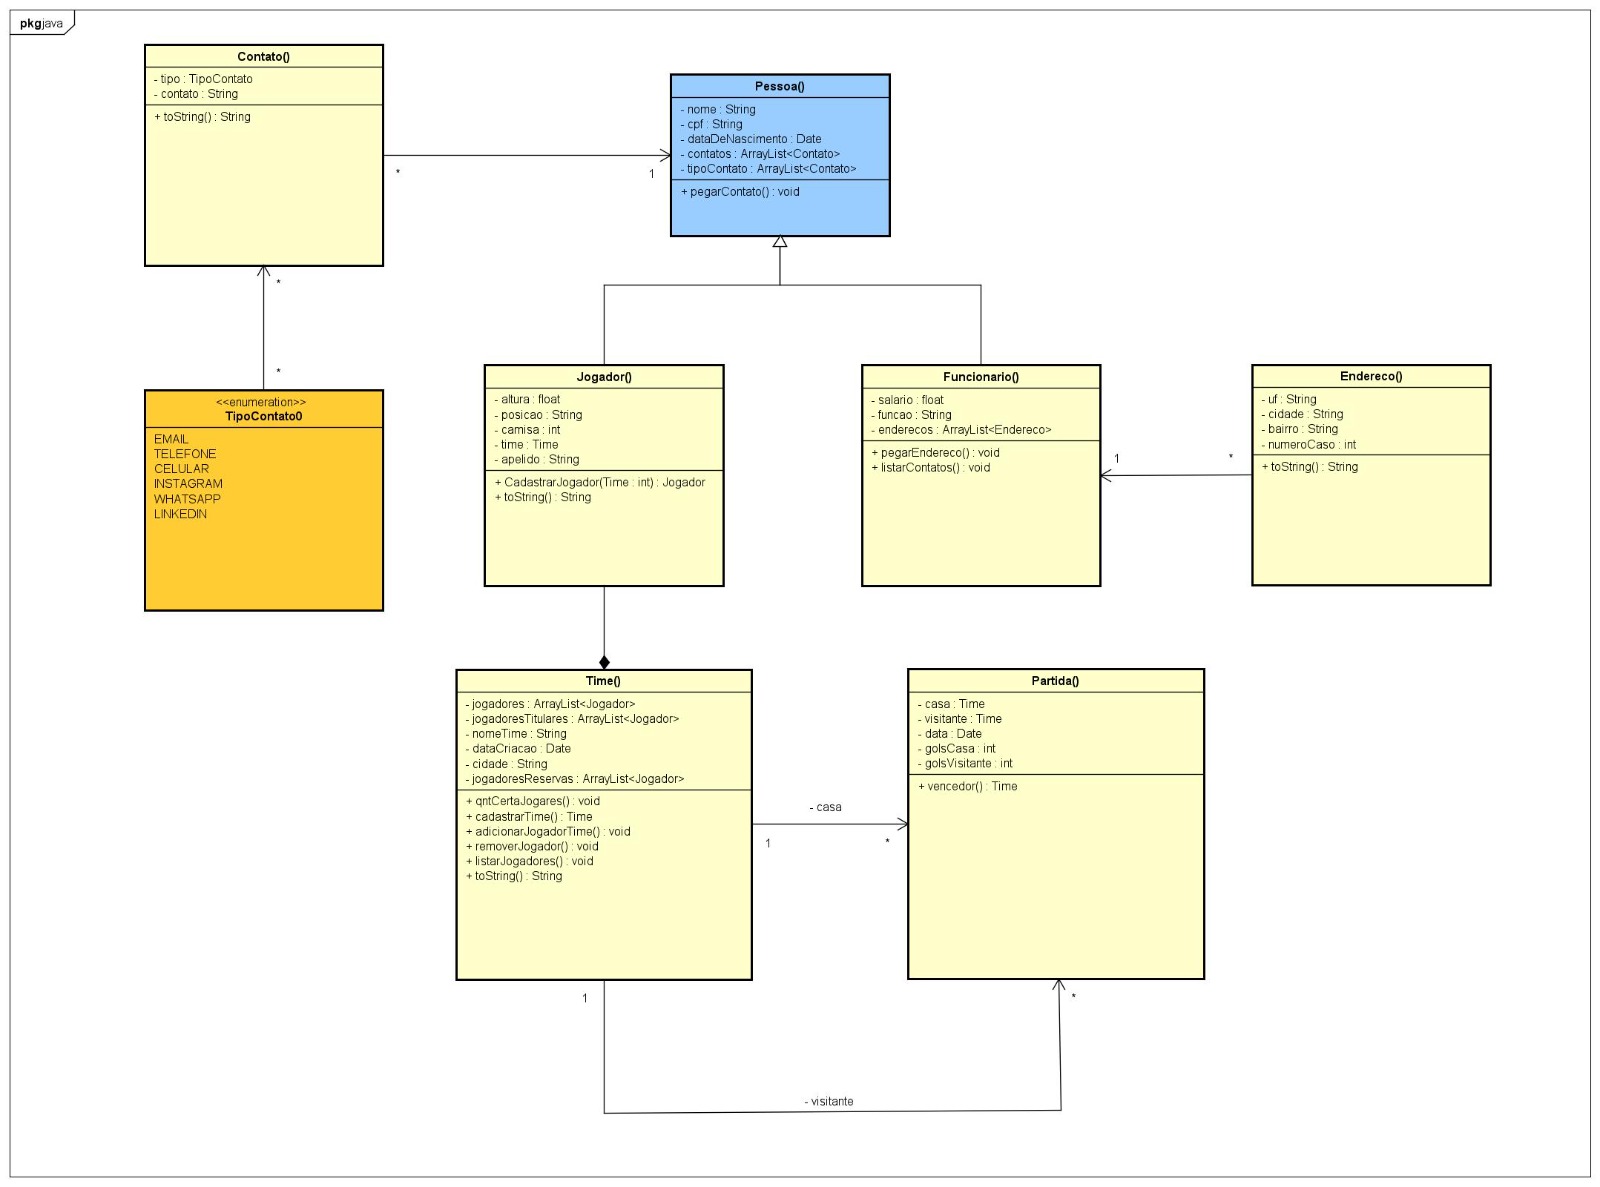 pkg java
Contato()
- tipo : TipoContato
- contato : String
+ toString() : String
*
1
Pessoa()
- nome : String
- cpf : String
- dataDeNascimento : Date
- contatos : ArrayList<Contato>
- tipoContato : ArrayList<Contato>
+ pegarContato() : void
*
*
<<enumeration>>
TipoContato0
EMAIL
TELEFONE
CELULAR
INSTAGRAM
WHATSAPP
LINKEDIN
Jogador()
- altura : float
- posicao : String
- camisa : int
- time : Time
- apelido : String
+ CadastrarJogador(Time : int) : Jogador
+ toString() : String
Funcionario()
- salario : float
- funcao : String
- enderecos : ArrayList<Endereco>
+ pegarEndereco() : void
+ listarContatos() : void
1
*
Endereco()
- uf : String
- cidade : String
- bairro : String
- numeroCaso : int
+ toString() : String
Time()
- jogadores : ArrayList<Jogador>
- jogadoresTitulares : ArrayList<Jogador>
- nomeTime : String
- dataCriacao : Date
- cidade : String
- jogadoresReservas : ArrayList<Jogador>
+ qntCertaJogares() : void
+ cadastrarTime() : Time
+ adicionarJogadorTime() : void
+ removerJogador() : void
+ listarJogadores() : void
+ toString() : String
- casa
1
*
Partida()
- casa : Time
- visitante : Time
- data : Date
- golsCasa : int
- golsVisitante : int
+ vencedor() : Time
1
*
- visitante